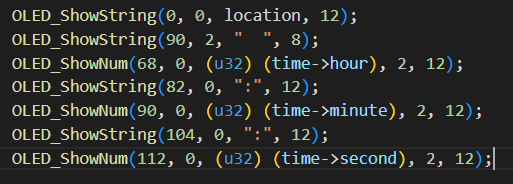 OLED_ShowString(0, 0, location, 12);
OLED_ShowString(90, 2, "  ", 8);
OLED_ShowNum(68, 0, (u32) (time->hour), 2, 12);
OLED_ShowString(82, 0, ":", 12);
OLED_ShowNum(90, 0, (u32) (time->minute), 2, 12);
OLED_ShowString(104, 0, ":", 12);
OLED_ShowNum(112, 0, (u32) (time->second), 2, 12);